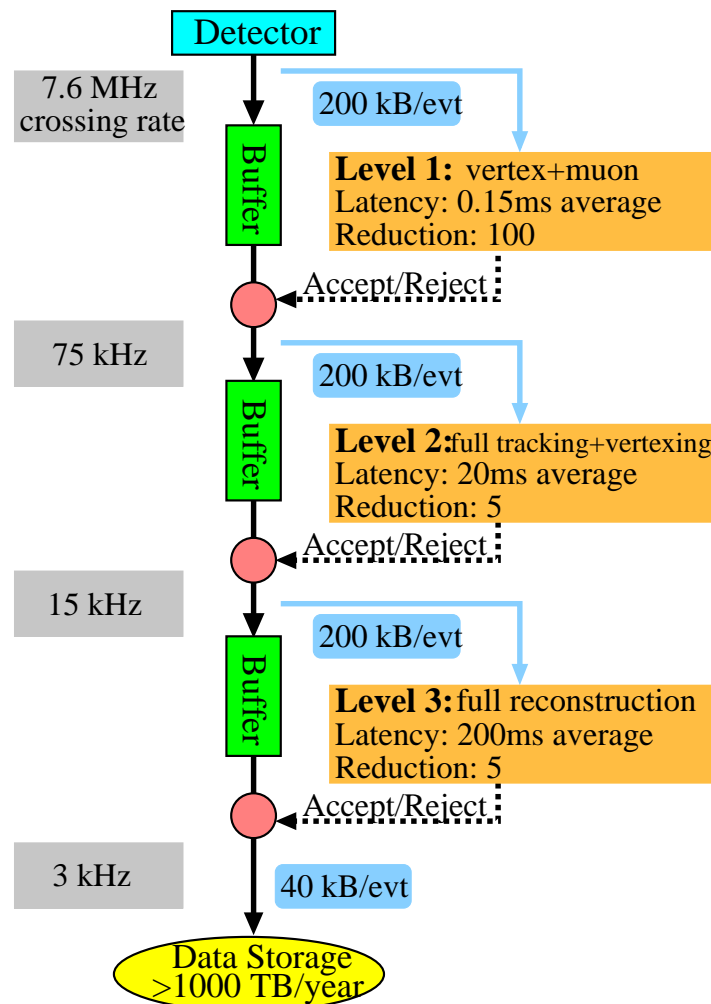 Detector
7.6 MHz
crossing rate
200 kB/evt
Buffer
Level 1: vertex+muon
Latency: 0.15ms average
Reduction: 100
Accept/Reject
75 kHz
200 kB/evt
Buffer
Level 2:full tracking+vertexing
Latency: 20ms average
Reduction: 5
Accept/Reject
15 kHz
200 kB/evt
Buffer
Level 3:full reconstruction
Latency: 200ms average
Reduction: 5
Accept/Reject
3 kHz
40 kB/evt
Data Storage
>1000 TB/year